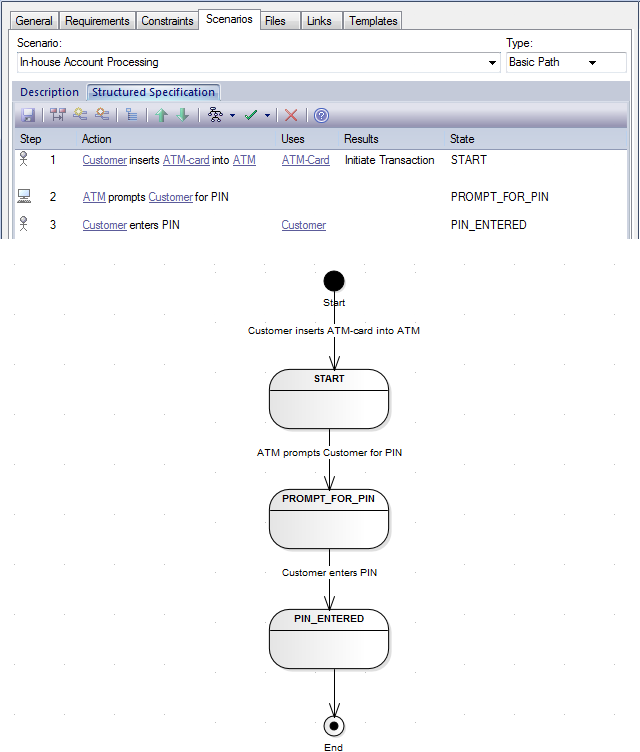 General Requirements Constraints Scenarios Files Links Templates
Scenario: Type:
In-house Account Processing Basic Path
Description Structured Specification
Step Action Uses Results State
1 Customer inserts ATM-card into ATM ATM-Card Initiate Transaction START
2 ATM prompts Customer for PIN PROMPT_FOR_PIN
3 Customer enters PIN Customer PIN_ENTERED
Start
Customer inserts ATM-card into ATM
START
ATM prompts Customer for PIN
PROMPT_FOR_PIN
Customer enters PIN
PIN_ENTERED
End